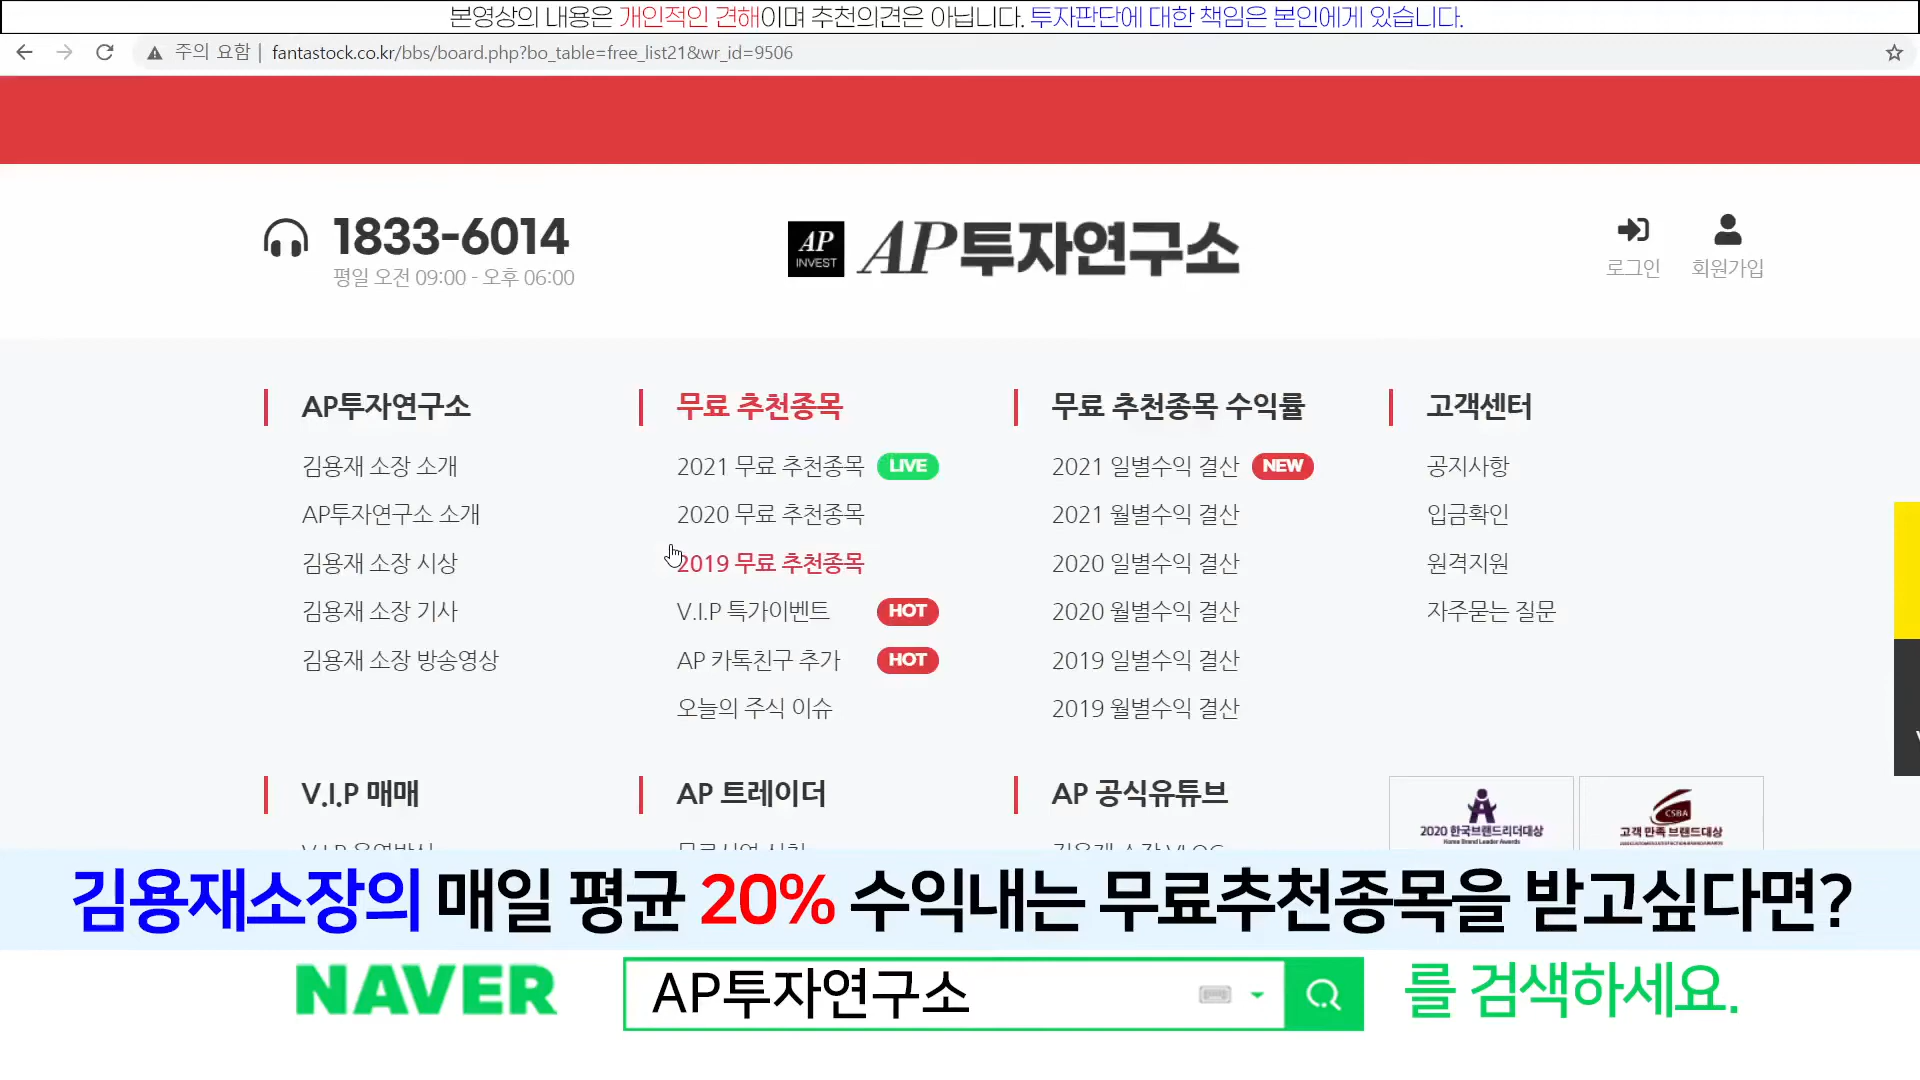 본영상의 내용은 개인적인 견해이며 추천의견은 아닙니다. 투자판단에 대한 책임은 본인에게 있습니다.
주의 요함 | fantastock.co.kr/bbs/board.php?bo_table=free_list21&wr_id=9506
1833-6014
평일 오전 09:00 - 오후 06:00
AP INVEST AP투자연구소
로그인 회원가입
AP투자연구소
김용재 소장 소개
AP투자연구소 소개
김용재 소장 시상
김용재 소장 기사
김용재 소장 방송영상
무료 추천종목
2021 무료 추천종목 LIVE
2020 무료 추천종목
2019 무료 추천종목
V.I.P 특가이벤트 HOT
AP 카톡친구 추가 HOT
오늘의 주식 이슈
무료 추천종목 수익률
2021 일별수익 결산 NEW
2021 월별수익 결산
2020 일별수익 결산
2020 월별수익 결산
2019 일별수익 결산
2019 월별수익 결산
고객센터
공지사항
입금확인
원격지원
자주묻는 질문
V.I.P 매매
AP 트레이더
AP 공식유튜브
2020 한국브랜드리더대상
Korea Brand Leader Awards
CSBA
고객 만족 브랜드대상
김용재소장의 매일 평균 20% 수익내는 무료추천종목을 받고싶다면?
NAVER AP투자연구소 를 검색하세요.